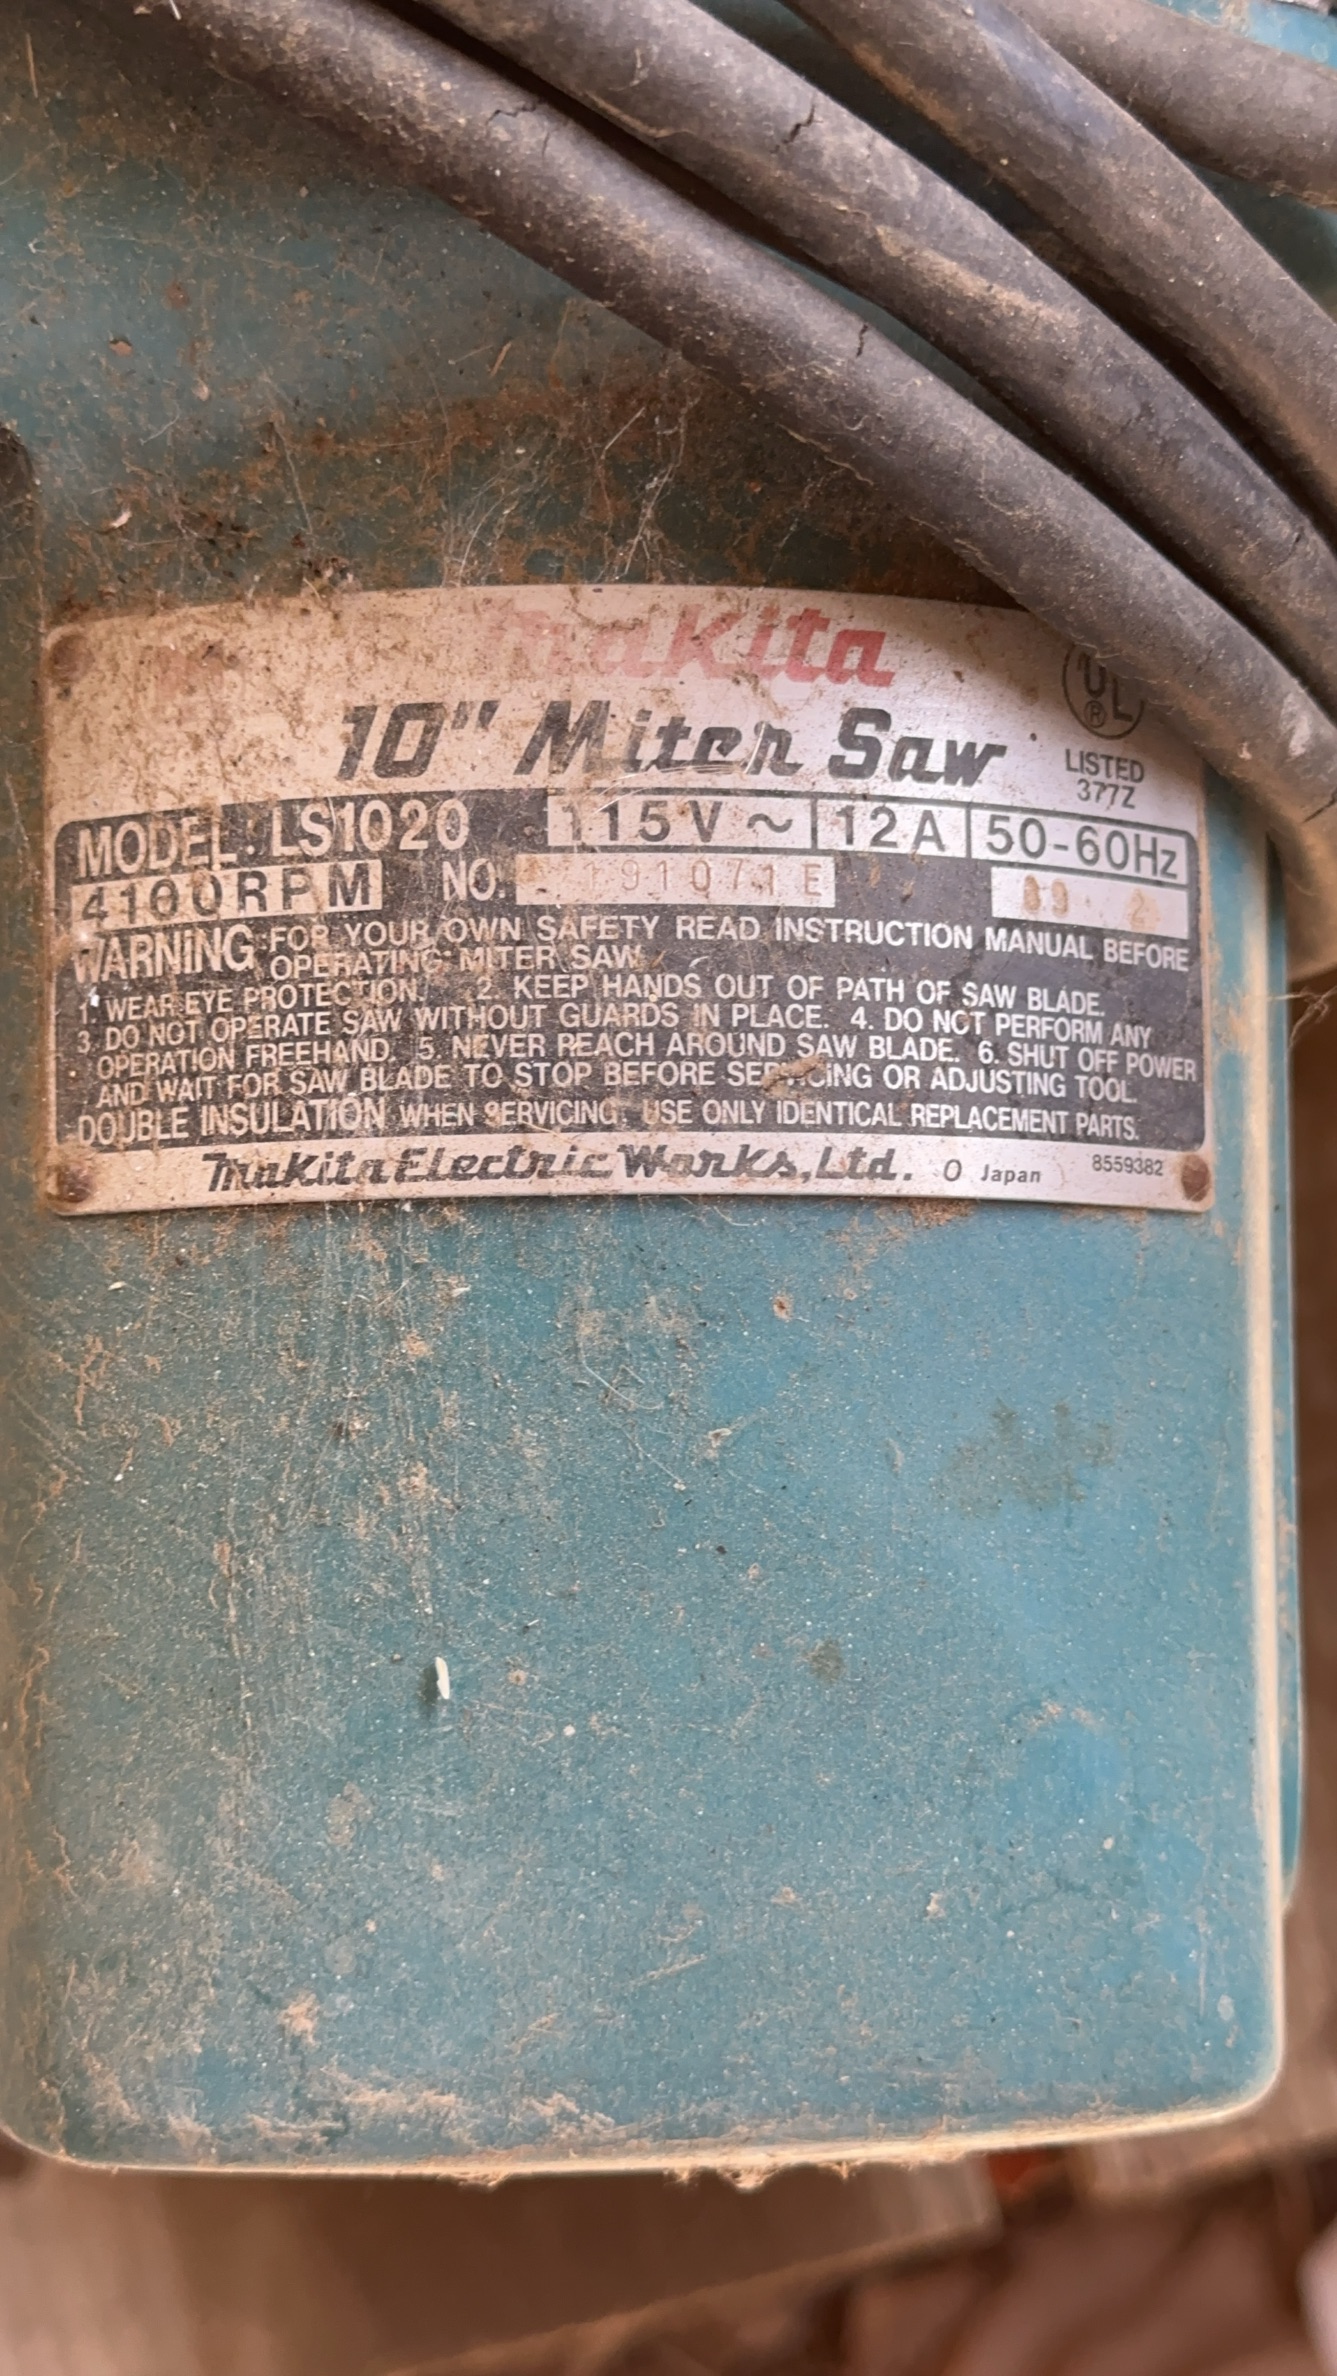 makita
10" Miter Saw
UL
®
LISTED
377Z
MODEL LS1020 115V ~ 12A 50-60Hz
4100RPM NO. 191071E
WARNING: FOR YOUR OWN SAFETY READ INSTRUCTION MANUAL BEFORE
OPERATING MITER SAW
1. WEAR EYE PROTECTION. 2. KEEP HANDS OUT OF PATH OF SAW BLADE.
3. DO NOT OPERATE SAW WITHOUT GUARDS IN PLACE. 4. DO NOT PERFORM ANY
OPERATION FREEHAND. 5. NEVER REACH AROUND SAW BLADE. 6. SHUT OFF POWER
AND WAIT FOR SAW BLADE TO STOP BEFORE SERVICING OR ADJUSTING TOOL.
DOUBLE INSULATION WHEN SERVICING. USE ONLY IDENTICAL REPLACEMENT PARTS.
Makita Electric Works, Ltd. O Japan 8559382